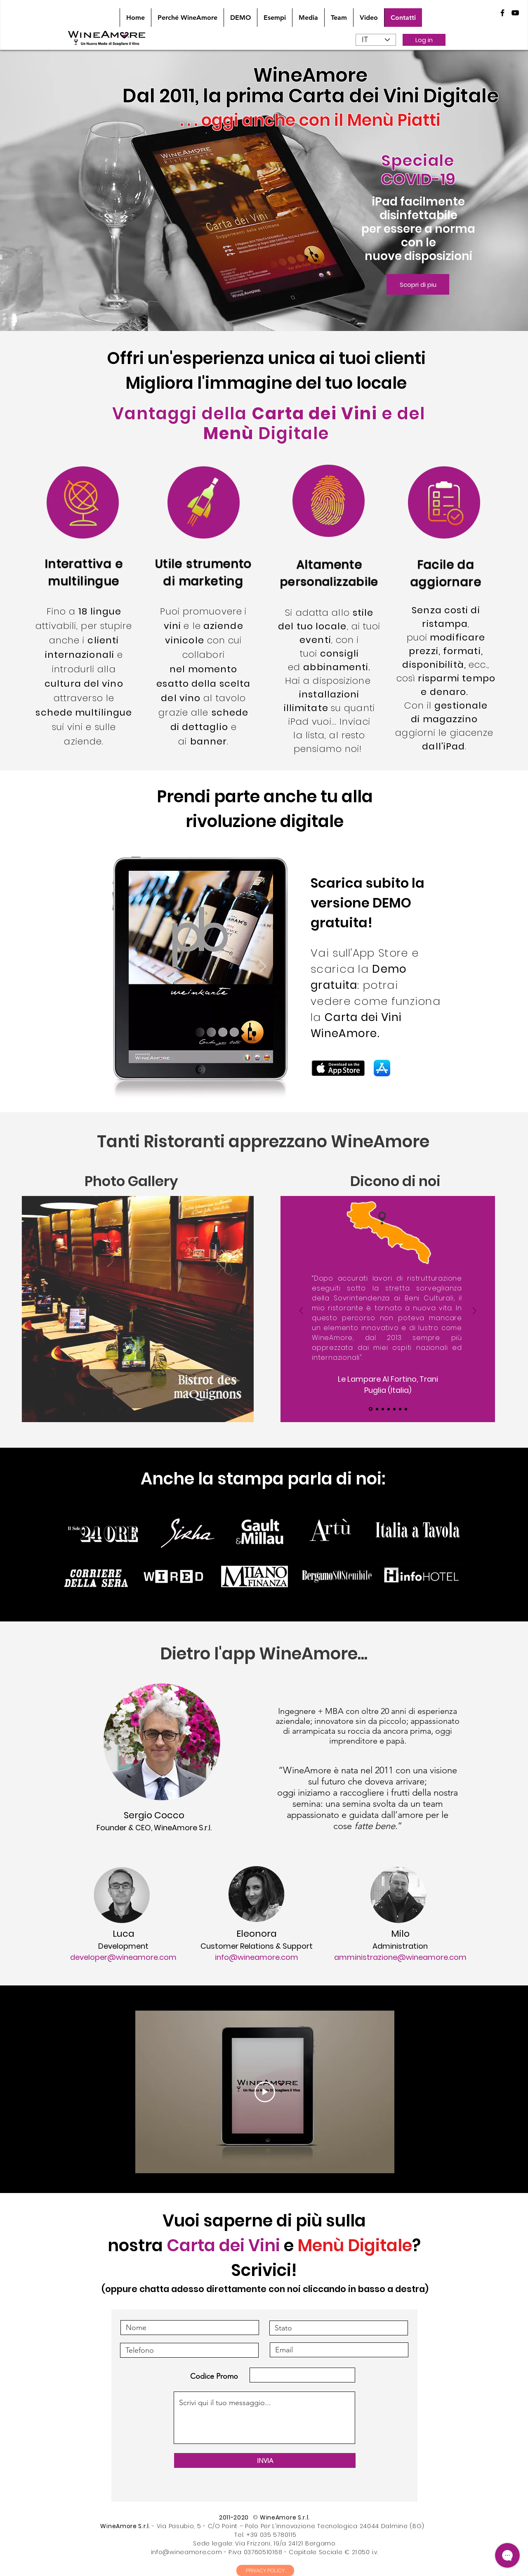 Home Perché WineAmore DEMO Esempi Media Team Video Contatti
WINEAMORE
Un Nuovo Modo di Scegliere il Vino
IT
Log in
WineAmore
Dal 2011, la prima Carta dei Vini Digitale
. . . oggi anche con il Menù Piatti
Speciale
COVID-19
iPad facilmente
disinfettabile
per essere a norma
con le
nuove disposizioni
Scopri di piu
WINEAMORE
Carta dei Vini
Offri un'esperienza unica ai tuoi clienti
Migliora l'immagine del tuo locale
Vantaggi della Carta dei Vini e del
Menù Digitale
Interattiva e
multilingue
Fino a 18 lingue
attivabili, per stupire
anche i clienti
internazionali e
introdurli alla
cultura del vino
attraverso le
schede multilingue
sui vini e sulle
aziende.
Utile strumento
di marketing
Puoi promuovere i
vini e le aziende
vinicole con cui
collabori
nel momento
esatto della scelta
del vino al tavolo
grazie alle schede
di dettaglio e
ai banner.
Altamente
personalizzabile
Si adatta allo stile
del tuo locale, ai tuoi
eventi, con i
tuoi consigli
ed abbinamenti.
Hai a disposizione
installazioni
illimitate su quanti
iPad vuoi... Inviaci
la lista, al resto
pensiamo noi!
Facile da
aggiornare
Senza costi di
ristampa,
puoi modificare
prezzi, formati,
disponibilità, ecc.,
così risparmi tempo
e denaro.
Con il gestionale
di magazzino
aggiorni le giacenze
dall'iPad.
Prendi parte anche tu alla
rivoluzione digitale
pb
weinkarte
Scarica subito la
versione DEMO
gratuita!
Vai sull'App Store e
scarica la Demo
gratuita: potrai
vedere come funziona
la Carta dei Vini
WineAmore.
Download on the
App Store
Tanti Ristoranti apprezzano WineAmore
Photo Gallery
Bistrot des
maQuignons
Dicono di noi
"Dopo accurati lavori di ristrutturazione
eseguiti sotto la stretta sorveglianza
della Sovrintendenza ai Beni Culturali, il
mio ristorante è tornato a nuova vita. In
questo percorso non poteva mancare
un elemento innovativo e di lustro come
WineAmore, dal 2013 sempre più
apprezzata dai miei ospiti nazionali ed
internazionali"
Le Lampare Al Fortino, Trani
Puglia (Italia)
Anche la stampa parla di noi:
Il Sole 24 ORE
Sirha
Gault
&Millau
Artù
Italia a Tavola
CORRIERE
DELLA SERA
WIRED
MILANO
FINANZA
BergamoSOStenibile
infoHOTEL
Dietro l'app WineAmore...
Sergio Cocco
Founder & CEO, WineAmore S.r.l.
Ingegnere + MBA con oltre 20 anni di esperienza
aziendale; innovatore sin da piccolo; appassionato
di arrampicata su roccia da ancora prima, oggi
imprenditore e papà.
"WineAmore è nata nel 2011 con una visione
sul futuro che doveva arrivare;
oggi iniziamo a raccogliere i frutti della nostra
semina: una semina svolta da un team
appassionato e guidata dall'amore per le
cose fatte bene."
Luca
Development
developer@wineamore.com
Eleonora
Customer Relations & Support
info@wineamore.com
Milo
Administration
amministrazione@wineamore.com
WINEAMORE
Un Nuovo Modo di Scegliere il Vino
Vuoi saperne di più sulla
nostra Carta dei Vini e Menù Digitale?
Scrivici!
(oppure chatta adesso direttamente con noi cliccando in basso a destra)
Nome
Stato
Telefono
Email
Codice Promo
Scrivi qui il tuo messaggio...
INVIA
2011-2020 © WineAmore S.r.l.
WineAmore S.r.l. - Via Pasubio, 5 - C/O Point - Polo Per L'innovazione Tecnologica 24044 Dalmine (BG)
Tel. +39 035 5780115
Sede legale: Via Frizzoni, 19/a 24121 Bergamo
info@wineamore.com - P.iva 03760510168 - Capitale Sociale € 21.050 i.v.
PRIVACY POLICY